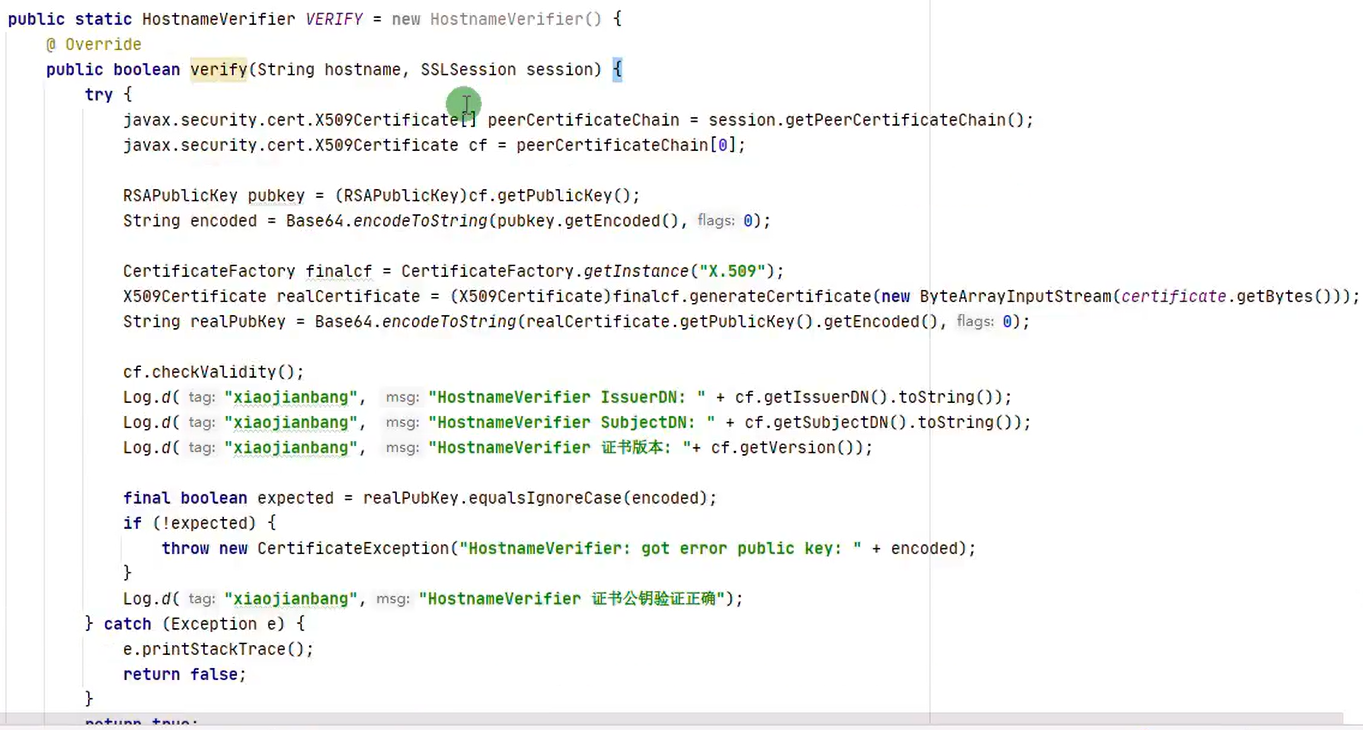 public static HostnameVerifier VERIFY = new HostnameVerifier() {
@ Override
public boolean verify(String hostname, SSLSession session) {
try {
javax.security.cert.X509Certificate[] peerCertificateChain = session.getPeerCertificateChain();
javax.security.cert.X509Certificate cf = peerCertificateChain[0];
RSAPublicKey pubkey = (RSAPublicKey)cf.getPublicKey();
String encoded = Base64.encodeToString(pubkey.getEncoded(), flags: 0);
CertificateFactory finalcf = CertificateFactory.getInstance("X.509");
X509Certificate realCertificate = (X509Certificate)finalcf.generateCertificate(new ByteArrayInputStream(certificate.getBytes()));
String realPubKey = Base64.encodeToString(realCertificate.getPublicKey().getEncoded(), flags: 0);
cf.checkValidity();
Log.d( tag: "xiaojianbang", msg: "HostnameVerifier IssuerDN: " + cf.getIssuerDN().toString());
Log.d( tag: "xiaojianbang", msg: "HostnameVerifier SubjectDN: " + cf.getSubjectDN().toString());
Log.d( tag: "xiaojianbang", msg: "HostnameVerifier 证书版本: "+ cf.getVersion());
final boolean expected = realPubKey.equalsIgnoreCase(encoded);
if (!expected) {
throw new CertificateException("HostnameVerifier: got error public key: " + encoded);
}
Log.d( tag: "xiaojianbang", msg: "HostnameVerifier 证书公钥验证正确");
} catch (Exception e) {
e.printStackTrace();
return false;
}
return true;